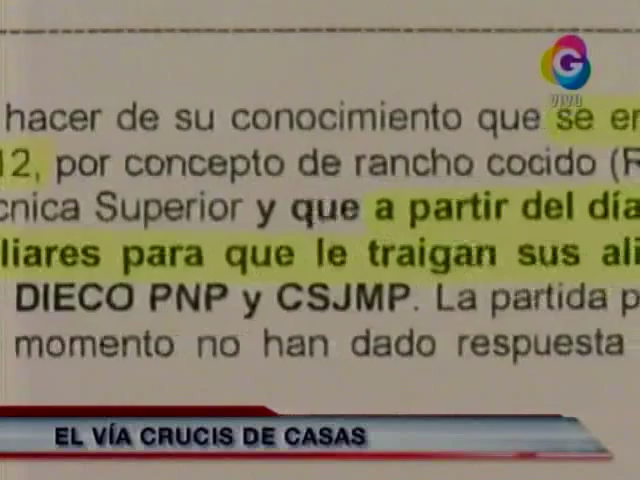 G
VIVO
hacer de su conocimiento que se en
12, por concepto de rancho cocido (R
cnica Superior y que a partir del día
liares para que le traigan sus ali
DIECO PNP y CSJMP. La partida p
momento no han dado respuesta
EL VÍA CRUCIS DE CASAS